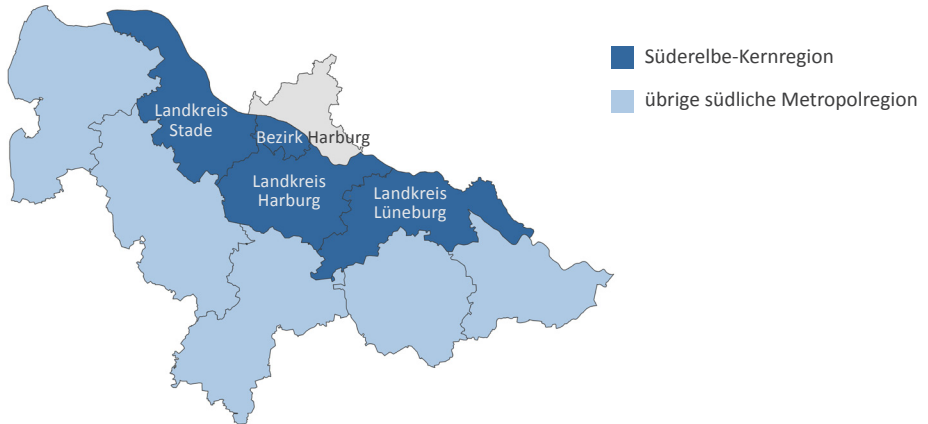 Süderelbe-Kernregion
übrige südliche Metropolregion
Landkreis
Stade
Bezirk Harburg
Landkreis
Harburg
Landkreis
Lüneburg